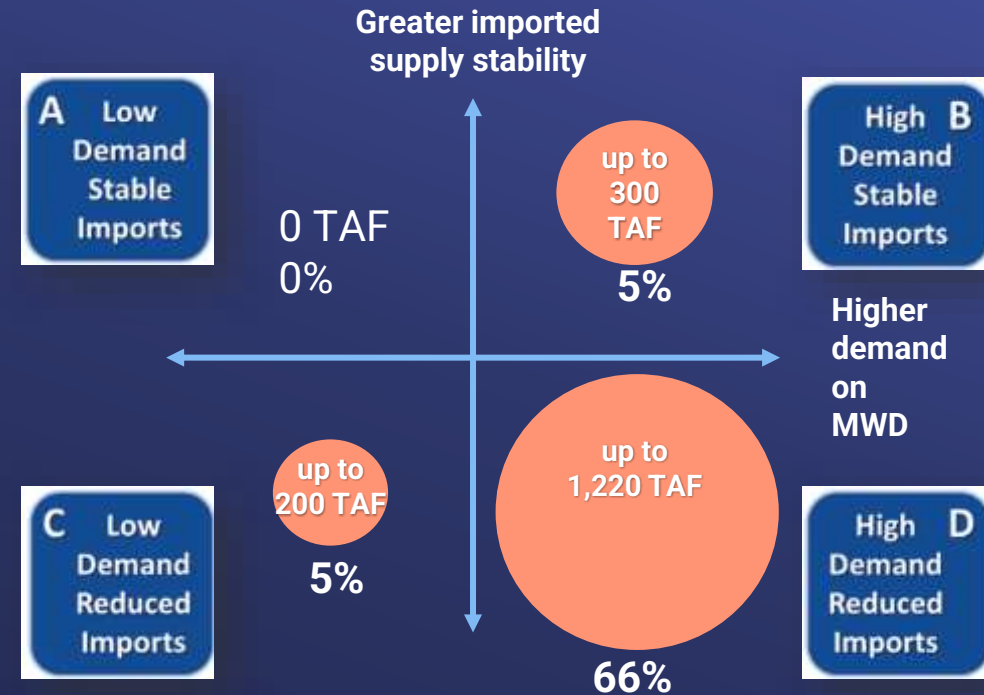 Greater imported
supply stability
A Low
Demand
Stable
Imports
0 TAF
0%
up to
300
TAF
5%
High B
Demand
Stable
Imports
Higher
demand
on
MWD
C Low
Demand
Reduced
Imports
up to
200 TAF
5%
up to
1,220 TAF
66%
High D
Demand
Reduced
Imports